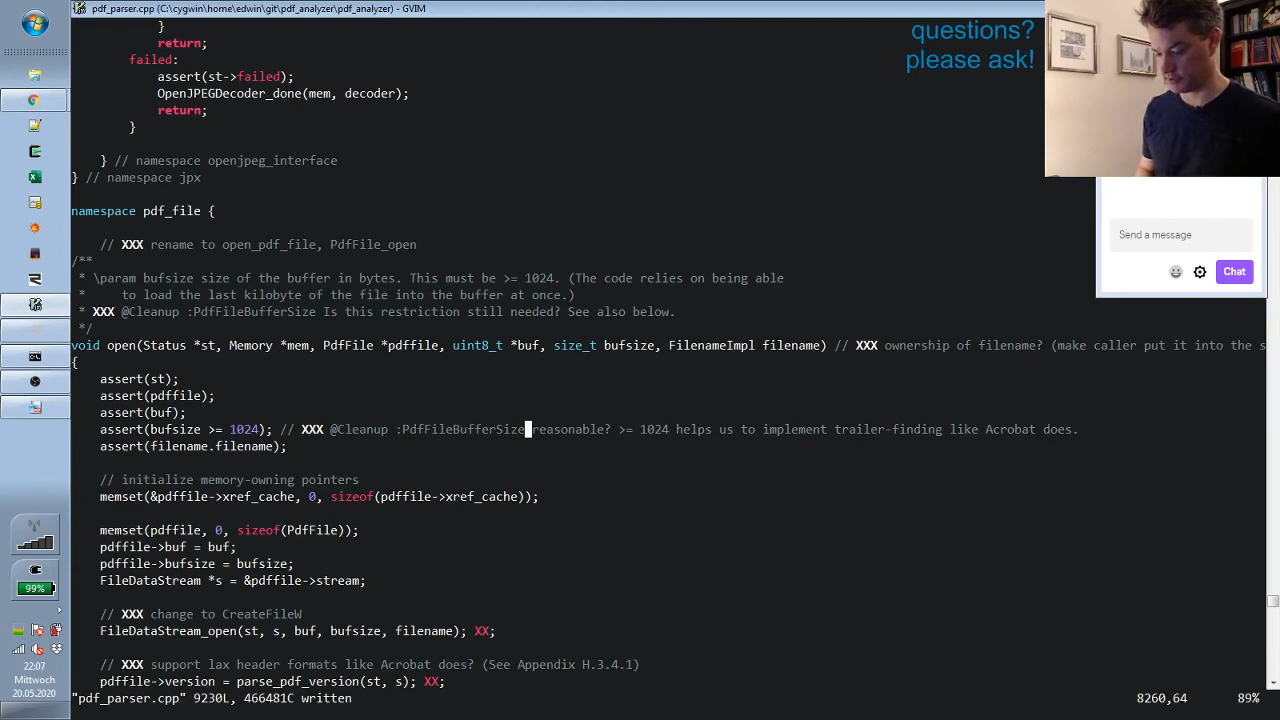 pdf_parser.cpp (C:\cygwin\home\edwin\git\pdf_analyzer\pdf_analyzer) - GVIM
}
return;
failed:
assert(st->failed);
OpenJPEGDecoder_done(mem, decoder);
return;
}
} // namespace openjpeg_interface
} // namespace jpx
namespace pdf_file {
// XXX rename to open_pdf_file, PdfFile_open
/**
* \param bufsize size of the buffer in bytes. This must be >= 1024. (The code relies on being able
* to load the last kilobyte of the file into the buffer at once.)
* XXX @Cleanup :PdfFileBufferSize Is this restriction still needed? See also below.
*/
void open(Status *st, Memory *mem, PdfFile *pdffile, uint8_t *buf, size_t bufsize, FilenameImpl filename) // XXX ownership of filename? (make caller put it into the s
{
assert(st);
assert(pdffile);
assert(buf);
assert(bufsize >= 1024); // XXX @Cleanup :PdfFileBufferSize reasonable? >= 1024 helps us to implement trailer-finding like Acrobat does.
assert(filename.filename);
// initialize memory-owning pointers
memset(&pdffile->xref_cache, 0, sizeof(pdffile->xref_cache));
memset(pdffile, 0, sizeof(PdfFile));
pdffile->buf = buf;
pdffile->bufsize = bufsize;
FileDataStream *s = &pdffile->stream;
// XXX change to CreateFileW
FileDataStream_open(st, s, buf, bufsize, filename); XX;
// XXX support lax header formats like Acrobat does? (See Appendix H.3.4.1)
pdffile->version = parse_pdf_version(st, s); XX;
"pdf_parser.cpp" 9230L, 466481C written
8260,64
89%
questions?
please ask!
Send a message
Chat
99%
22:07
Mittwoch
20.05.2020